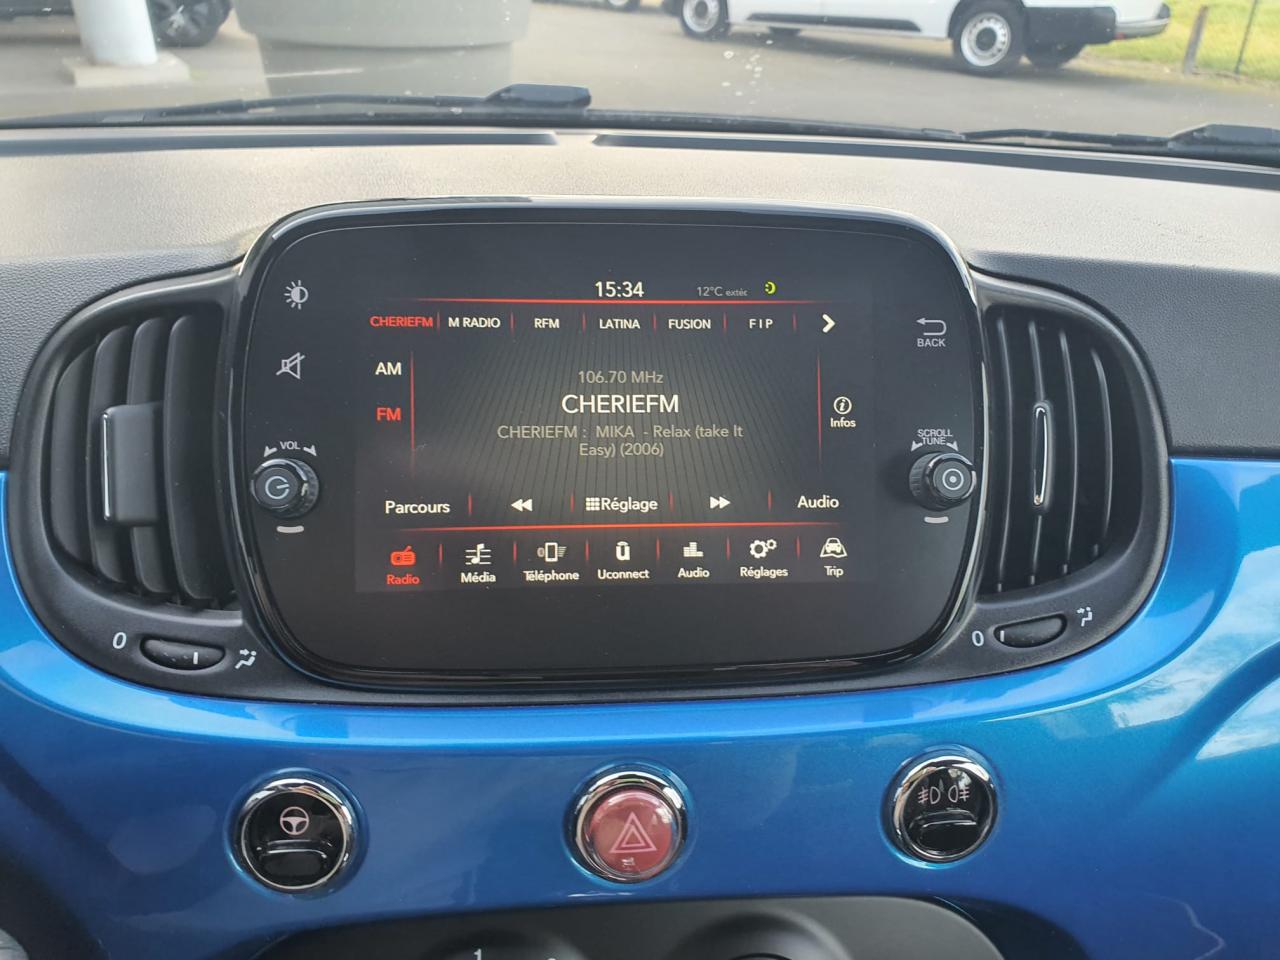 15:34
12°C extér
CHERIEFM
M RADIO
RFM
LATINA
FUSION
FIP
BACK
AM
106.70 MHz
FM
CHERIEFM
Infos
CHERIEFM : MIKA - Relax (take It
Easy) (2006)
VOL
SCROLL
TUNE
Parcours
Réglage
Audio
Radio
Média
Téléphone
Uconnect
Audio
Réglages
Trip
0
0
1